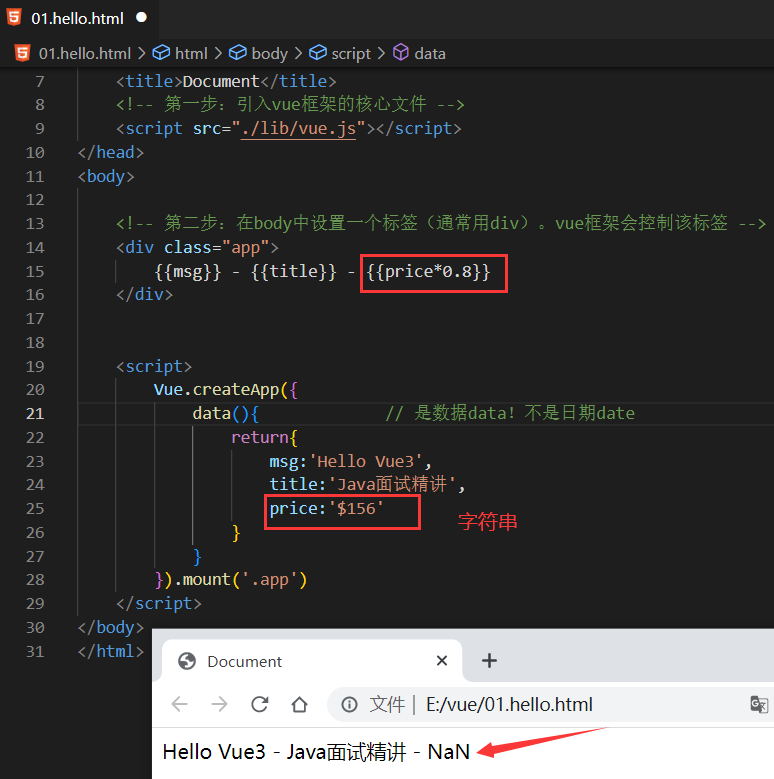 01.hello.html
01.hello.html > html > body > script > data
7 <title>Document</title>
8 <!-- 第一步：引入vue框架的核心文件 -->
9 <script src="./lib/vue.js"></script>
10 </head>
11 <body>
12
13 <!-- 第二步：在body中设置一个标签（通常用div）。vue框架会控制该标签 -->
14 <div class="app">
15 {{msg}} - {{title}} - {{price*0.8}}
16 </div>
17
18
19 <script>
20 Vue.createApp({
21 data(){ // 是数据data！不是日期date
22 return{
23 msg:'Hello Vue3',
24 title:'Java面试精讲',
25 price:'$156' 字符串
26 }
27 }
28 }).mount('.app')
29 </script>
30 </body>
31 </html>
Document
文件 | E:/vue/01.hello.html
Hello Vue3 - Java面试精讲 - NaN